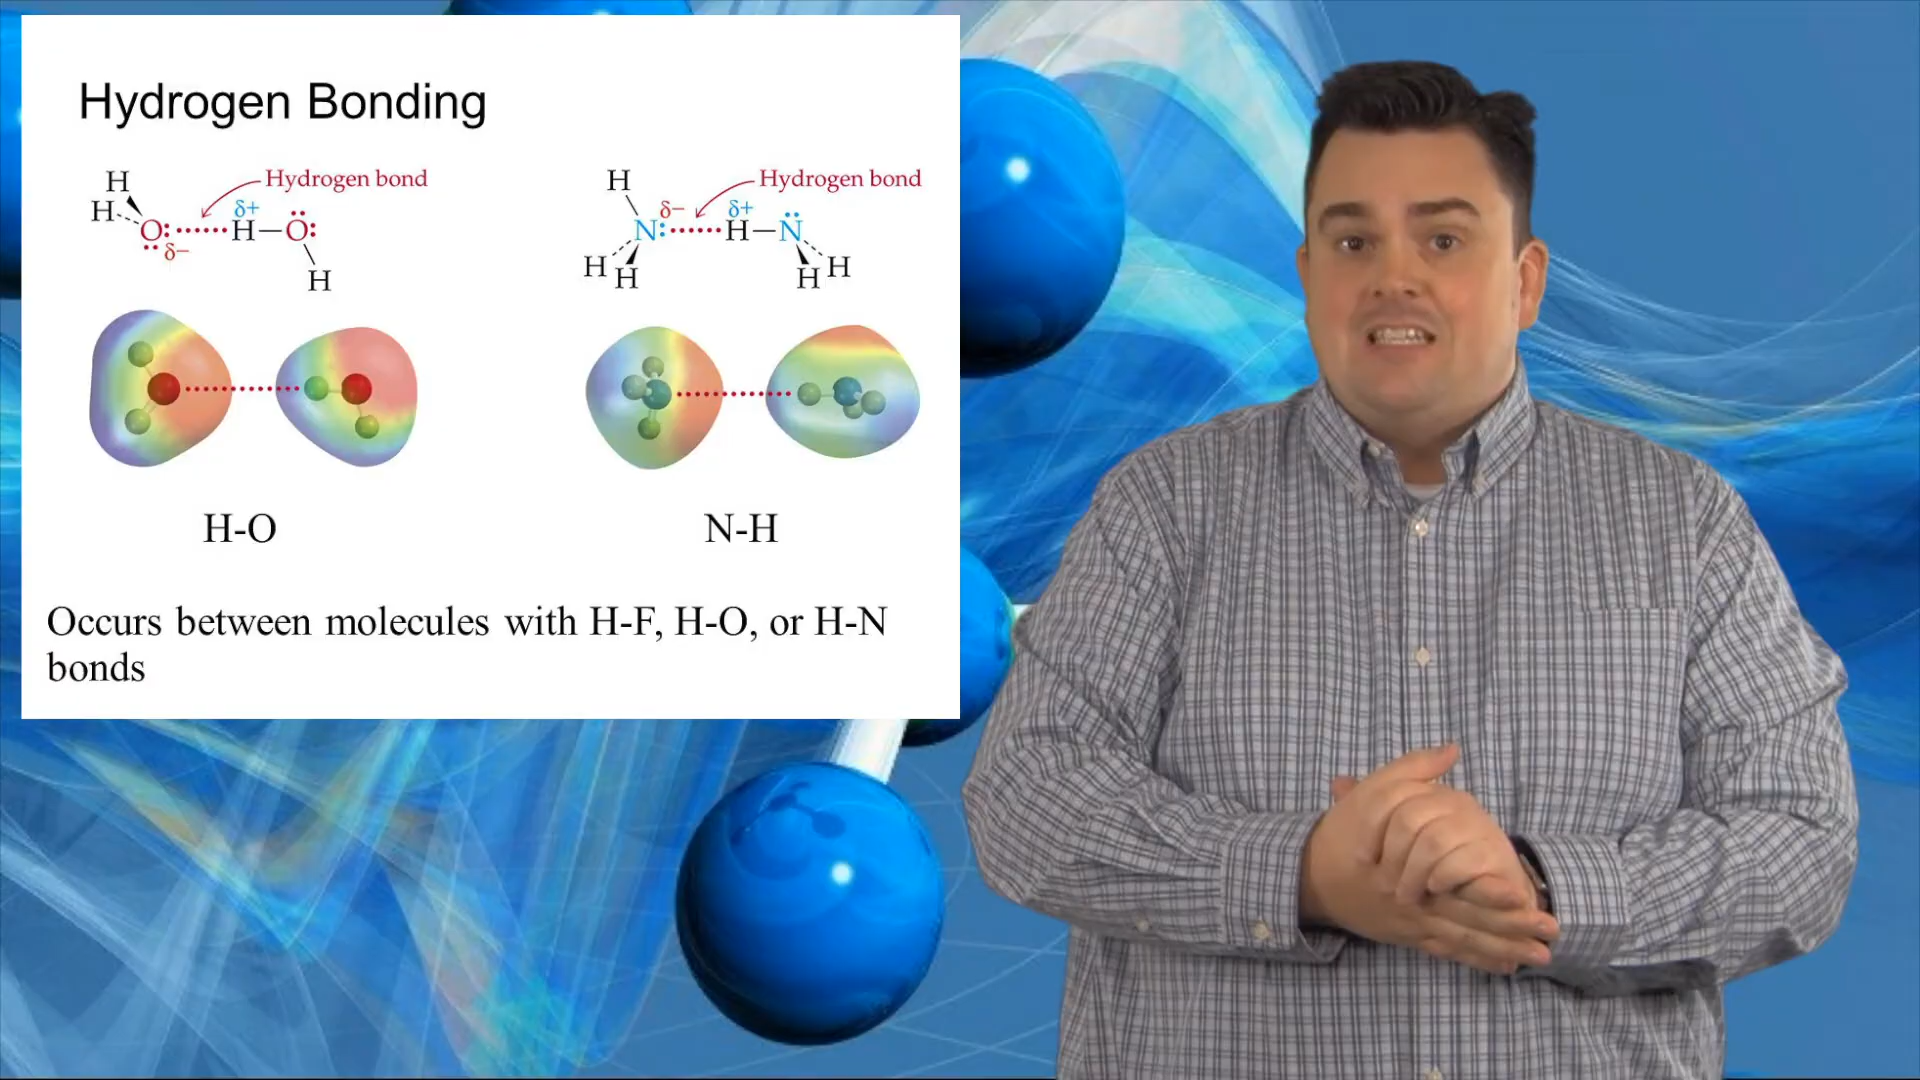 Hydrogen Bonding
H
Hydrogen bond
H
Hydrogen bond
H
δ+
δ−
δ+
O
δ−
H
O
N
H
N
H
H
H
H
H
H
H-O
N-H
Occurs between molecules with H-F, H-O, or H-N
bonds